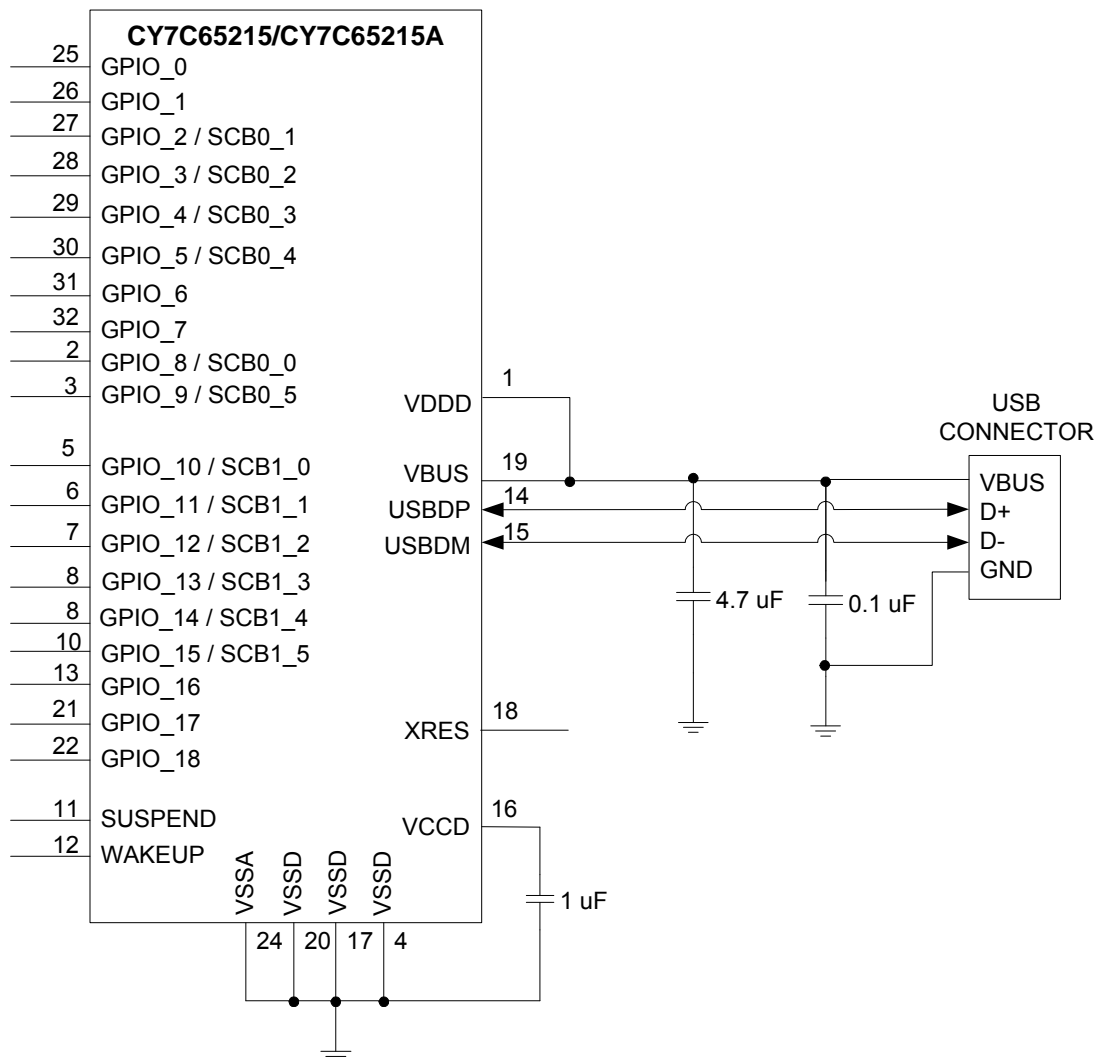 CY7C65215/CY7C65215A
25 GPIO_0
26 GPIO_1
27 GPIO_2 / SCB0_1
28 GPIO_3 / SCB0_2
29 GPIO_4 / SCB0_3
30 GPIO_5 / SCB0_4
31 GPIO_6
32 GPIO_7
2 GPIO_8 / SCB0_0
3 GPIO_9 / SCB0_5
5 GPIO_10 / SCB1_0
6 GPIO_11 / SCB1_1
7 GPIO_12 / SCB1_2
8 GPIO_13 / SCB1_3
8 GPIO_14 / SCB1_4
10 GPIO_15 / SCB1_5
13 GPIO_16
21 GPIO_17
22 GPIO_18
11 SUSPEND
12 WAKEUP
VDDD 1
VBUS 19
USBDP 14
USBDM 15
XRES 18
VCCD 16
VSSA
VSSD
VSSD
VSSD
24 20 17 4
1 uF
4.7 uF
0.1 uF
USB
CONNECTOR
VBUS
D+
D-
GND